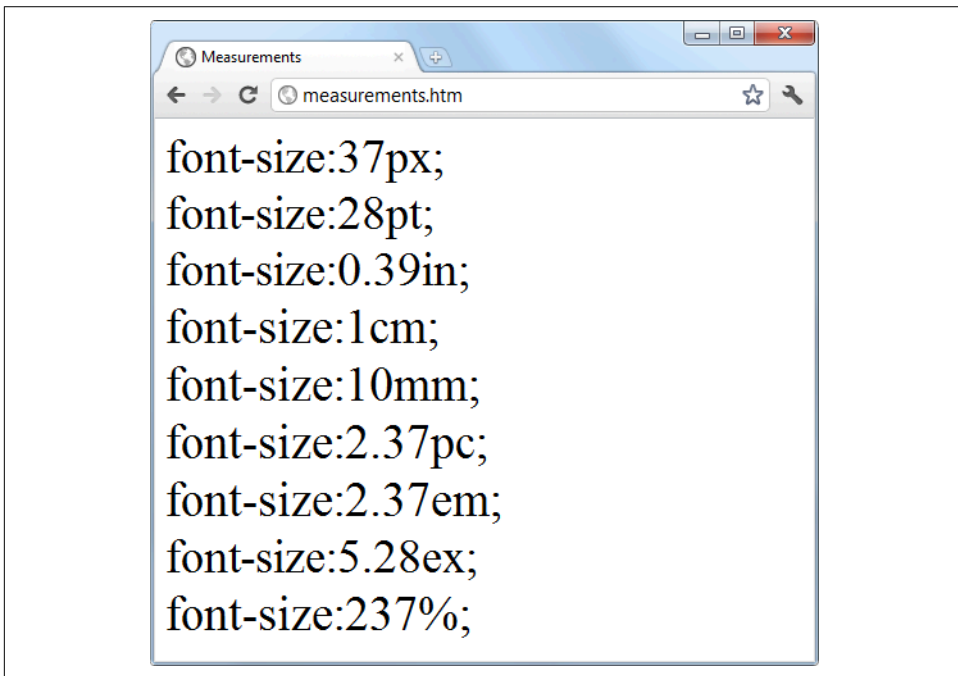 Measurements
measurements.htm
font-size:37px;
font-size:28pt;
font-size:0.39in;
font-size:1cm;
font-size:10mm;
font-size:2.37pc;
font-size:2.37em;
font-size:5.28ex;
font-size:237%;